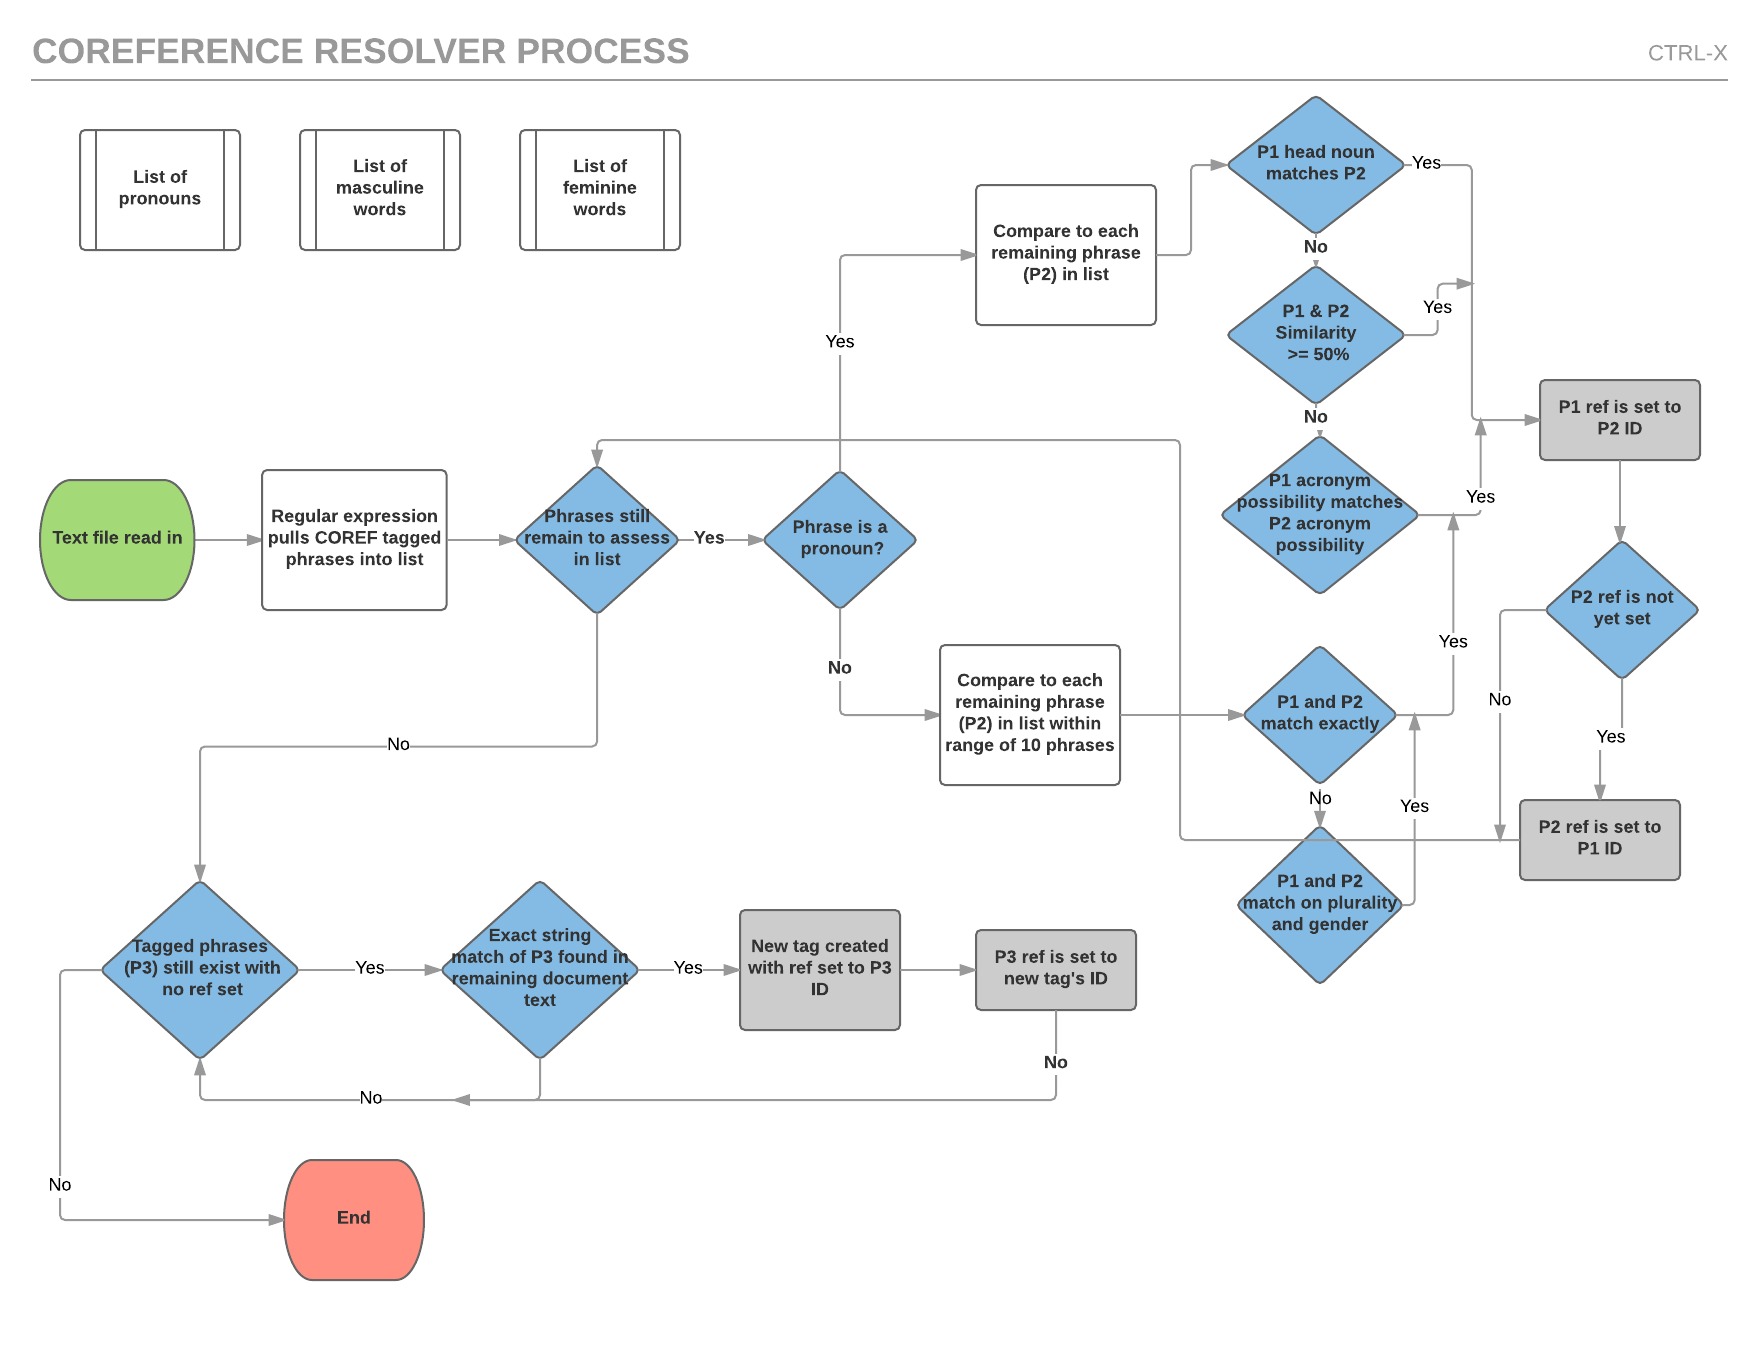 COREFERENCE RESOLVER PROCESS
CTRL-X
List of
pronouns
List of
masculine
words
List of
feminine
words
P1 head noun
matches P2
Yes
No
Compare to each
remaining phrase
(P2) in list
P1 & P2
Similarity
>= 50%
Yes
No
Yes
P1 acronym
possibility matches
P2 acronym
possibility
Yes
P1 ref is set to
P2 ID
Text file read in
Regular expression
pulls COREF tagged
phrases into list
Phrases still
remain to assess
in list
Yes
Phrase is a
pronoun?
No
Compare to each
remaining phrase
(P2) in list within
range of 10 phrases
P1 and P2
match exactly
Yes
No
P2 ref is not
yet set
No
Yes
Yes
P1 and P2
match on plurality
and gender
P2 ref is set to
P1 ID
No
Tagged phrases
(P3) still exist with
no ref set
Yes
Exact string
match of P3 found in
remaining document
text
Yes
New tag created
with ref set to P3
ID
P3 ref is set to
new tag's ID
No
No
No
End